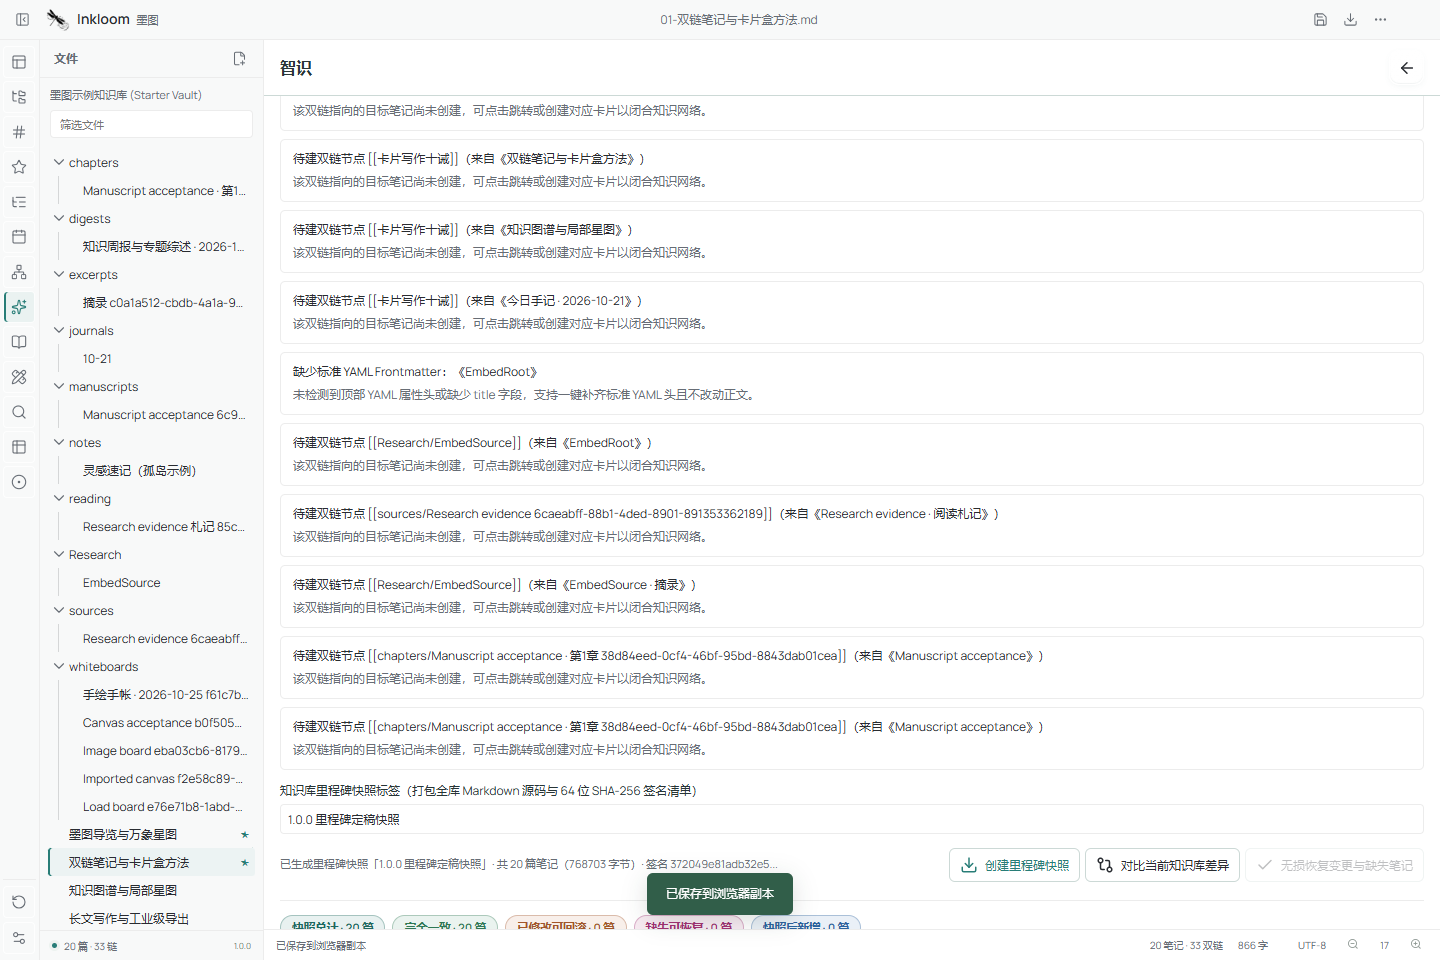 Inkloom 墨图
01-双链笔记与卡片盒方法.md
文件
墨图示例知识库 (Starter Vault)
筛选文件
chapters
Manuscript acceptance · 第1...
digests
知识周报与专题综述 · 2026-1...
excerpts
摘录 c0a1a512-cbdb-4a1a-9...
journals
10-21
manuscripts
Manuscript acceptance 6c9...
notes
灵感速记（孤岛示例）
reading
Research evidence 札记 85c...
Research
EmbedSource
sources
Research evidence 6caeabff...
whiteboards
手绘手帐 · 2026-10-25 f61c7b...
Canvas acceptance b0f505...
Image board eba03cb6-8179...
Imported canvas f2e58c89-...
Load board e76e71b8-1abd-...
墨图导览与万象星图
双链笔记与卡片盒方法
知识图谱与局部星图
长文写作与工业级导出
20 篇 · 33 链
1.0.0
智识
该双链指向的目标笔记尚未创建，可点击跳转或创建对应卡片以闭合知识网络。
待建双链节点 [[卡片写作十诫]]（来自《双链笔记与卡片盒方法》）
该双链指向的目标笔记尚未创建，可点击跳转或创建对应卡片以闭合知识网络。
待建双链节点 [[卡片写作十诫]]（来自《知识图谱与局部星图》）
该双链指向的目标笔记尚未创建，可点击跳转或创建对应卡片以闭合知识网络。
待建双链节点 [[卡片写作十诫]]（来自《今日手记 · 2026-10-21》）
该双链指向的目标笔记尚未创建，可点击跳转或创建对应卡片以闭合知识网络。
缺少标准 YAML Frontmatter：《EmbedRoot》
未检测到顶部 YAML 属性头或缺少 title 字段，支持一键补齐标准 YAML 头且不改动正文。
待建双链节点 [[Research/EmbedSource]]（来自《EmbedRoot》）
该双链指向的目标笔记尚未创建，可点击跳转或创建对应卡片以闭合知识网络。
待建双链节点 [[sources/Research evidence 6caeabff-88b1-4ded-8901-891353362189]]（来自《Research evidence · 阅读札记》）
该双链指向的目标笔记尚未创建，可点击跳转或创建对应卡片以闭合知识网络。
待建双链节点 [[Research/EmbedSource]]（来自《EmbedSource · 摘录》）
该双链指向的目标笔记尚未创建，可点击跳转或创建对应卡片以闭合知识网络。
待建双链节点 [[chapters/Manuscript acceptance · 第1章 38d84eed-0cf4-46bf-95bd-8843dab01cea]]（来自《Manuscript acceptance》）
该双链指向的目标笔记尚未创建，可点击跳转或创建对应卡片以闭合知识网络。
待建双链节点 [[chapters/Manuscript acceptance · 第1章 38d84eed-0cf4-46bf-95bd-8843dab01cea]]（来自《Manuscript acceptance》）
该双链指向的目标笔记尚未创建，可点击跳转或创建对应卡片以闭合知识网络。
知识库里程碑快照标签（打包全库 Markdown 源码与 64 位 SHA-256 签名清单）
1.0.0 里程碑定稿快照
已生成里程碑快照「1.0.0 里程碑定稿快照」· 共 20 篇笔记（768703 字节）· 签名 372049e81adb32e5...
创建里程碑快照
对比当前知识库差异
无损恢复变更与缺失笔记
已保存到浏览器副本
快照总计 · 20 篇
完全一致 · 20 篇
已修改可回滚 · 0 篇
缺失可恢复 · 0 篇
快照后新增 · 0 篇
已保存到浏览器副本
20 笔记 · 33 双链
866 字
UTF-8
17